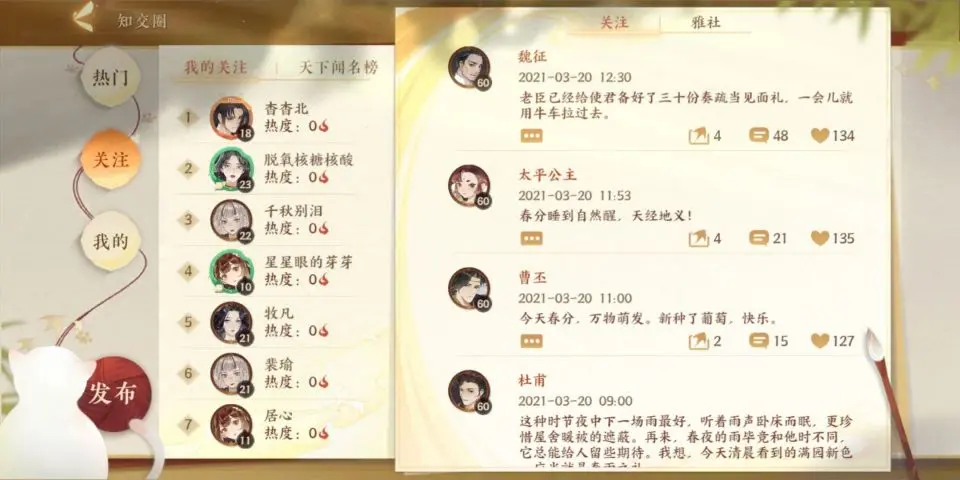 知交圈
热门
关注
我的
发布
我的关注
天下闻名榜
1
杳杳北
热度：0
18
2
脱氧核糖核酸
热度：0
23
3
千秋别泪
热度：0
22
4
星星眼的芽芽
热度：0
10
5
牧凡
热度：0
21
6
裴瑜
热度：0
21
7
居心
热度：0
11
关注
雅社
60
魏征
2021-03-20 12:30
老臣已经给使君备好了三十份奏疏当见面礼，一会儿就
用牛车拉过去。
4
48
134
60
太平公主
2021-03-20 11:53
春分睡到自然醒，天经地义！
4
21
135
60
曹丕
2021-03-20 11:00
今天春分，万物萌发。新种了葡萄，快乐。
2
15
127
60
杜甫
2021-03-20 09:00
这种时节夜中下一场雨最好，听着雨声卧床而眠，更珍
惜屋舍暖被的遮蔽。再来，春夜的雨毕竟和他时不同，
它总能给人留些期待。我想，今天清晨看到的满园新色